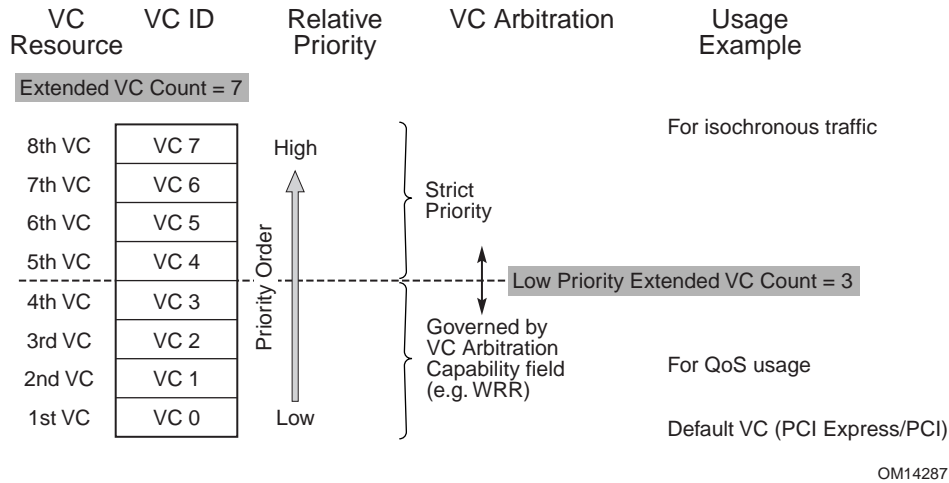 VC Resource
VC ID
Relative Priority
VC Arbitration
Usage Example
Extended VC Count = 7
For isochronous traffic
8th VC
VC 7
High
7th VC
VC 6
6th VC
VC 5
5th VC
VC 4
4th VC
VC 3
3rd VC
VC 2
2nd VC
VC 1
1st VC
VC 0
Low
Priority Order
Strict
Priority
Low Priority Extended VC Count = 3
Governed by
VC Arbitration
Capability field
(e.g. WRR)
For QoS usage
Default VC (PCI Express/PCI)
OM14287